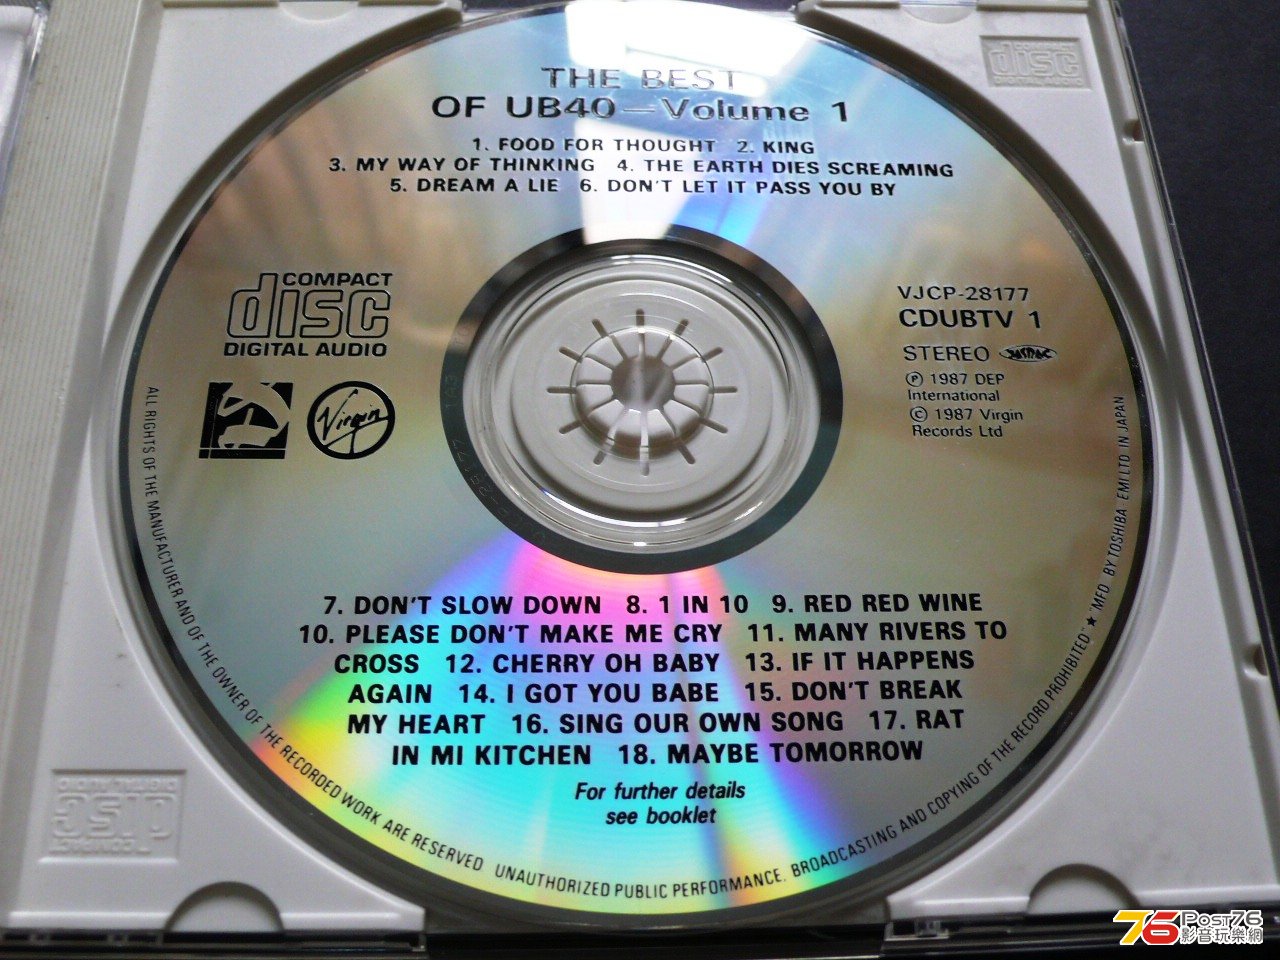 THE BEST
OF UB40—Volume 1
1. FOOD FOR THOUGHT 2. KING
3. MY WAY OF THINKING 4. THE EARTH DIES SCREAMING
5. DREAM A LIE 6. DON'T LET IT PASS YOU BY
COMPACT
disc
DIGITAL AUDIO
Virgin
VJCP-28177
CDUBTV 1
STEREO
Ⓟ 1987 DEP
International
© 1987 Virgin
Records Ltd
7. DON'T SLOW DOWN 8. 1 IN 10 9. RED RED WINE
10. PLEASE DON'T MAKE ME CRY 11. MANY RIVERS TO
CROSS 12. CHERRY OH BABY 13. IF IT HAPPENS
AGAIN 14. I GOT YOU BABE 15. DON'T BREAK
MY HEART 16. SING OUR OWN SONG 17. RAT
IN MI KITCHEN 18. MAYBE TOMORROW
For further details
see booklet
ALL RIGHTS OF THE MANUFACTURER AND OF THE OWNER OF THE RECORDED WORK ARE RESERVED UNAUTHORIZED PUBLIC PERFORMANCE. BROADCASTING AND COPYING OF THE RECORD PROHIBITED. ★ MFD BY TOSHIBA EMI LTD IN JAPAN
disc
76 Post76
影音玩樂網